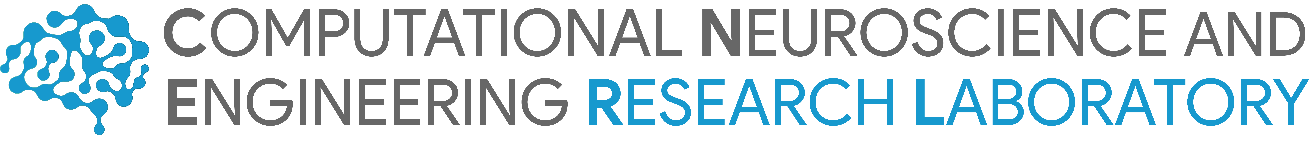 COMPUTATIONAL NEUROSCIENCE AND
ENGINEERING RESEARCH LABORATORY